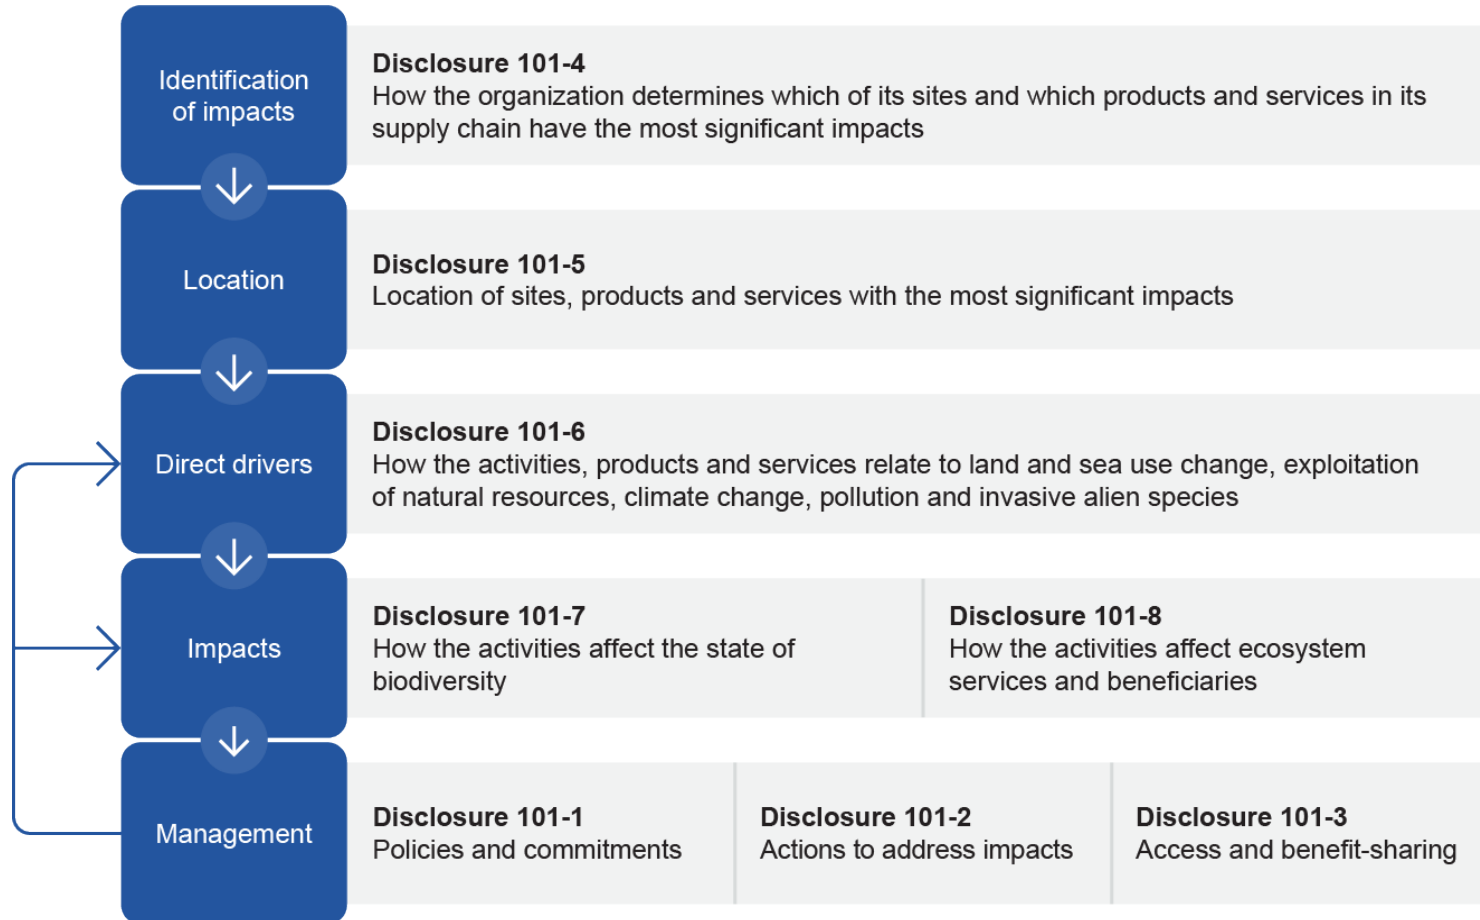 Identification
of impacts
Disclosure 101-4
How the organization determines which of its sites and which products and services in its
supply chain have the most significant impacts
Location
Disclosure 101-5
Location of sites, products and services with the most significant impacts
Direct drivers
Disclosure 101-6
How the activities, products and services relate to land and sea use change, exploitation
of natural resources, climate change, pollution and invasive alien species
Impacts
Disclosure 101-7
How the activities affect the state of
biodiversity
Disclosure 101-8
How the activities affect ecosystem
services and beneficiaries
Management
Disclosure 101-1
Policies and commitments
Disclosure 101-2
Actions to address impacts
Disclosure 101-3
Access and benefit-sharing